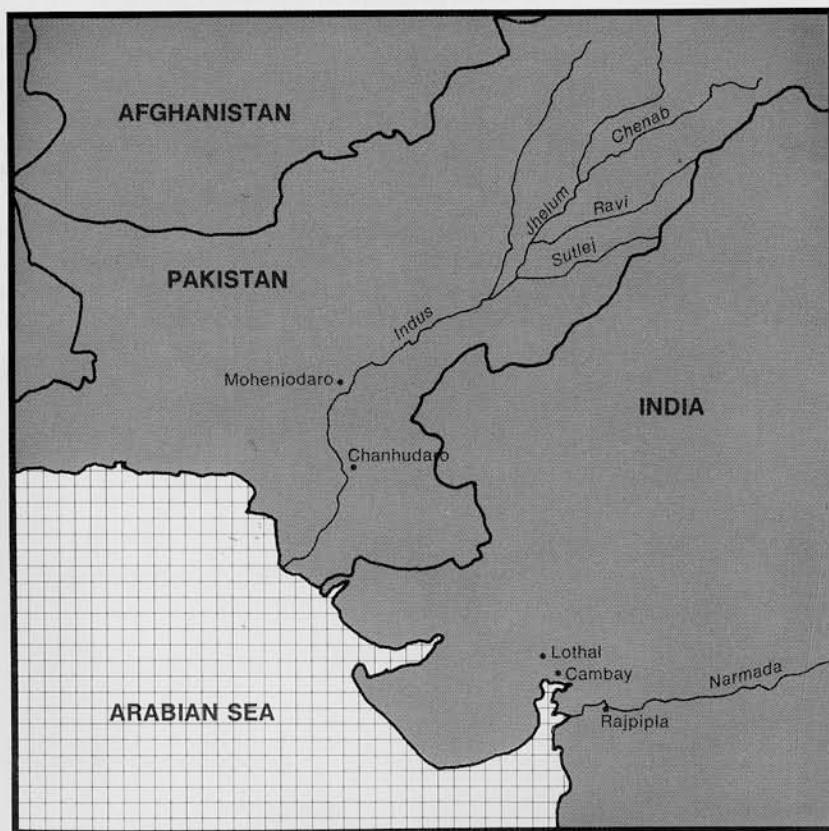 AFGHANISTAN
Chenab
Jhelum
Ravi
Sutlej
PAKISTAN
Indus
Mohenjodaro
INDIA
Chanhudaro
Lothal
Cambay
Narmada
Rajpipla
ARABIAN SEA